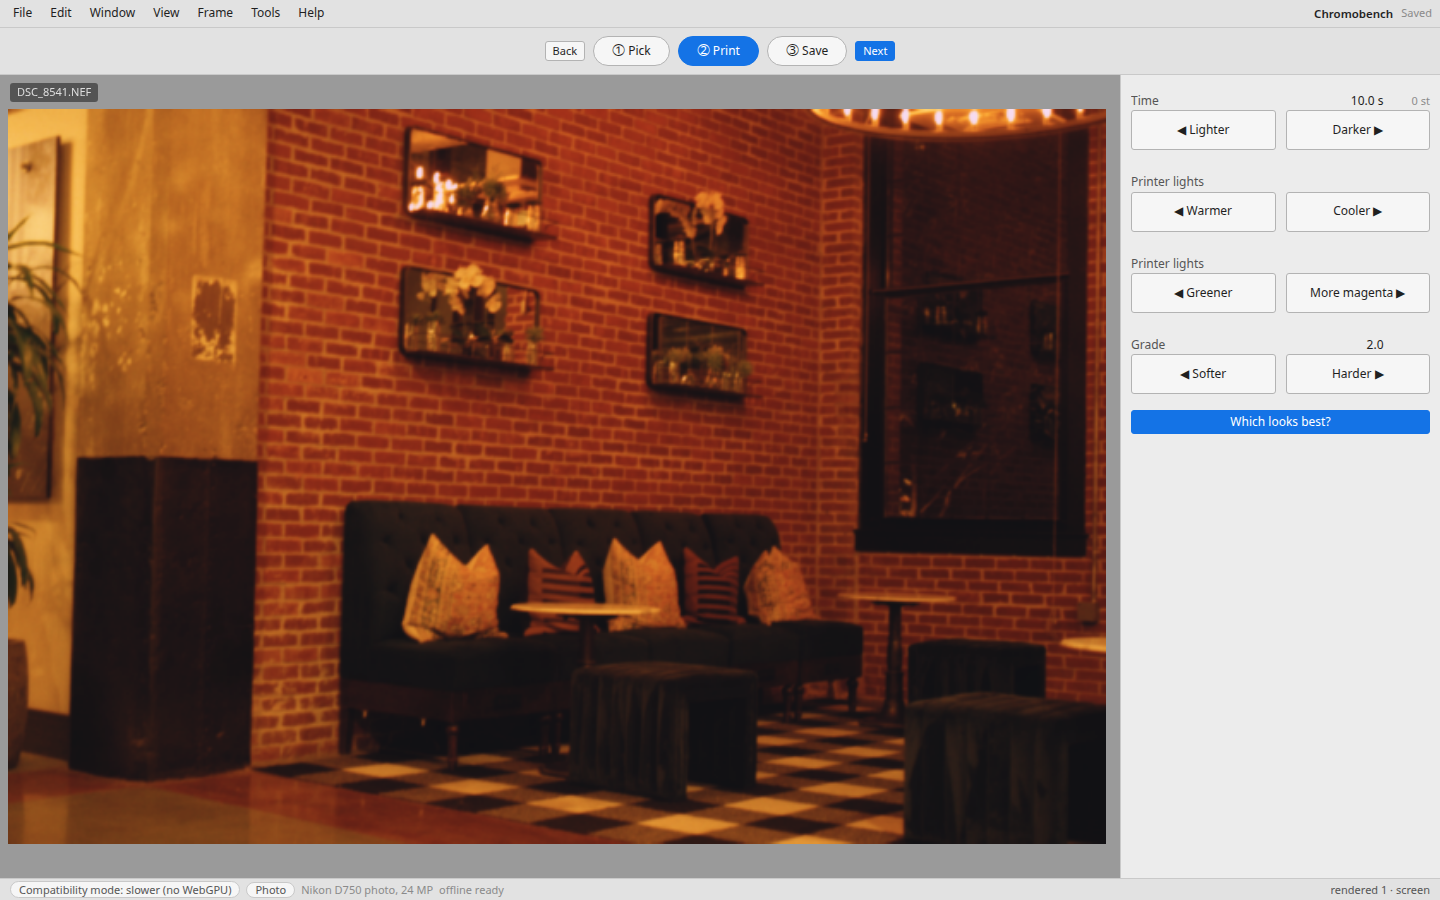 File Edit Window View Frame Tools Help
Chromobench Saved
Back ① Pick ② Print ③ Save Next
DSC_8541.NEF
Time 10.0 s 0 st
◀ Lighter Darker ▶
Printer lights
◀ Warmer Cooler ▶
Printer lights
◀ Greener More magenta ▶
Grade 2.0
◀ Softer Harder ▶
Which looks best?
Compatibility mode: slower (no WebGPU) Photo Nikon D750 photo, 24 MP offline ready
rendered 1 · screen